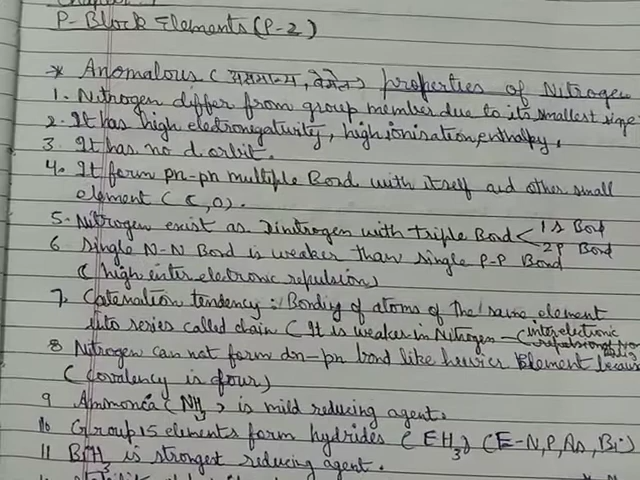 P- Block Elements (P-2)
* Anomalous (असमान्य, बेमेल) properties of Nitrogen
1. Nitrogen differ from group member due to its smallest size
2. It has high electronegaturity, high ionisation enthalpy,
3. It has no d. orbit.
4. It form pπ-pπ multiple Bond with itself and other small
element (C, O).
5. Nitrogen exist as Dinitrogen with triple Bond < 1 s Bond
2 p Bond
6 single N-N Bond is weaker than single P-P Bond
( high enter electronic repulsion)
7. Catenation tendency : Bonding of atoms of the same element
into series called chain ( It is weaker in Nitrogen - (interelectronic
repulsion of non
8 Nitrogen can not form dπ-pπ bond like heavier Element because
( Covalency is four)
9 Ammonca (NH3) is mild reducing agent.
10 Group 15 elements form hydrides (EH3) (E-N, P, As, Bi)
11 BiH3 is strongest reducing agent.